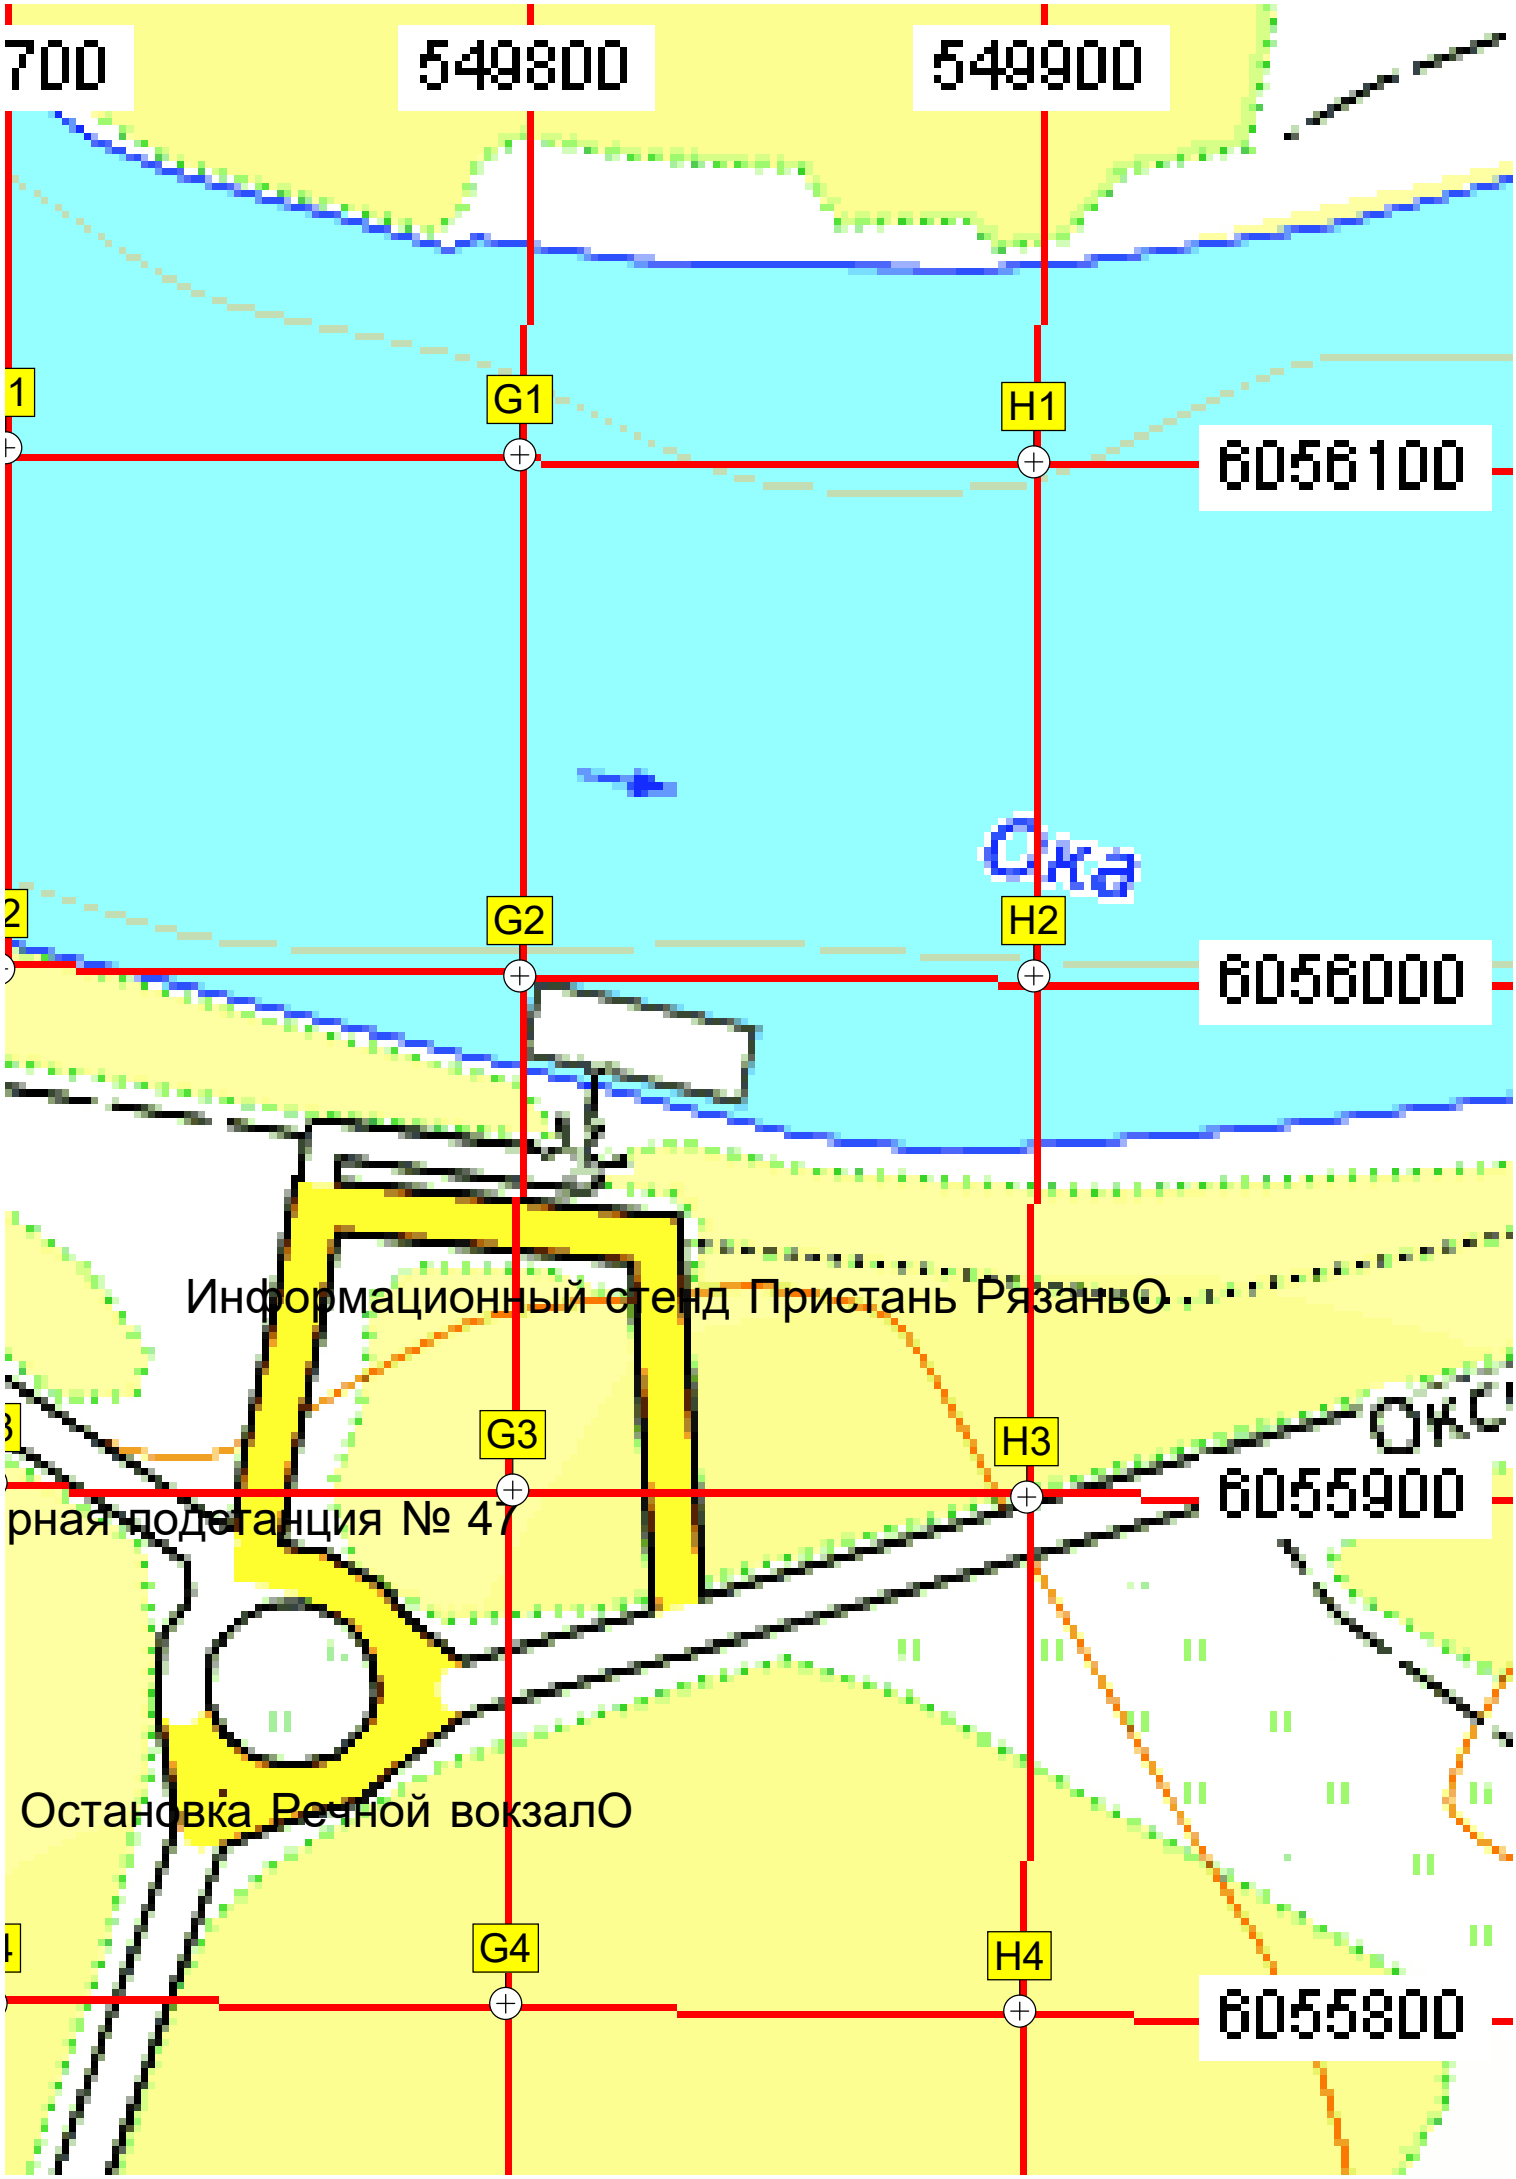 700 549800 549900
1 G1 H1
6056100
Ока
2 G2 H2
6056000
Информационный стенд Пристань РязаньО
3 G3 H3
Окс
6055900
рная подстанция № 47
Остановка Речной вокзалО
4 G4 H4
6055800